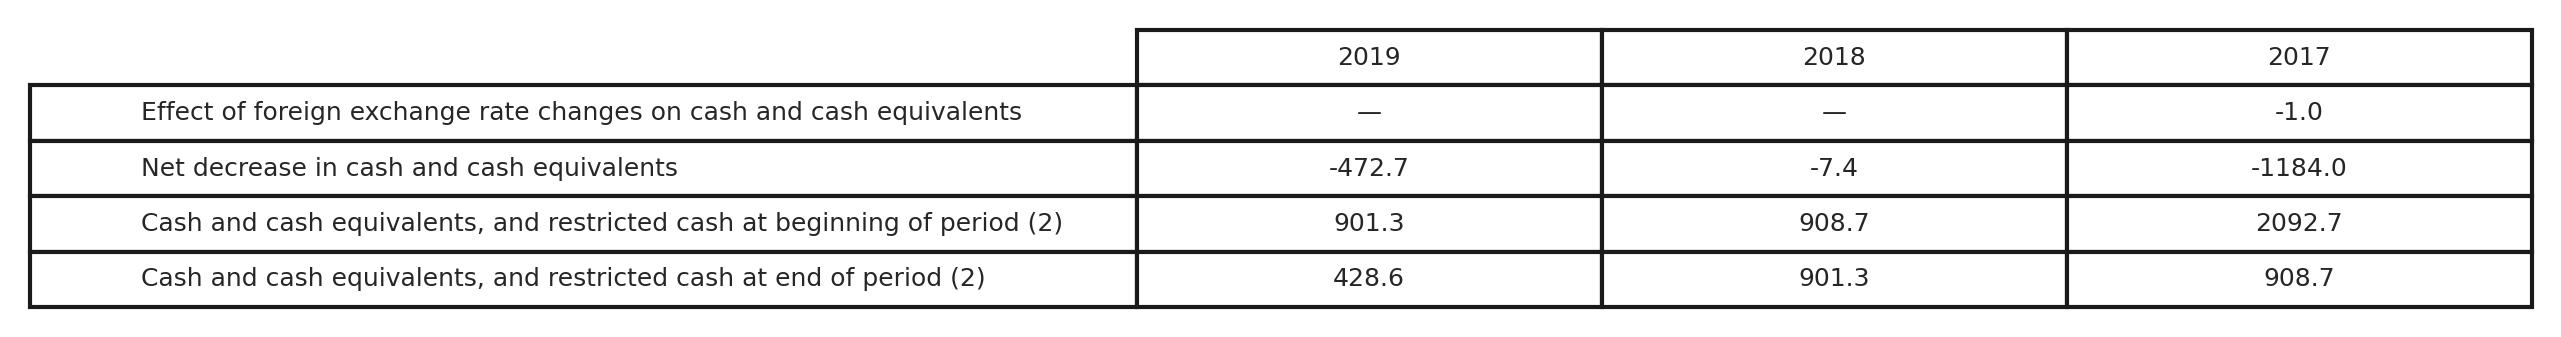 2019 2018 2017
Effect of foreign exchange rate changes on cash and cash equivalents — — -1.0
Net decrease in cash and cash equivalents -472.7 -7.4 -1184.0
Cash and cash equivalents, and restricted cash at beginning of period (2) 901.3 908.7 2092.7
Cash and cash equivalents, and restricted cash at end of period (2) 428.6 901.3 908.7